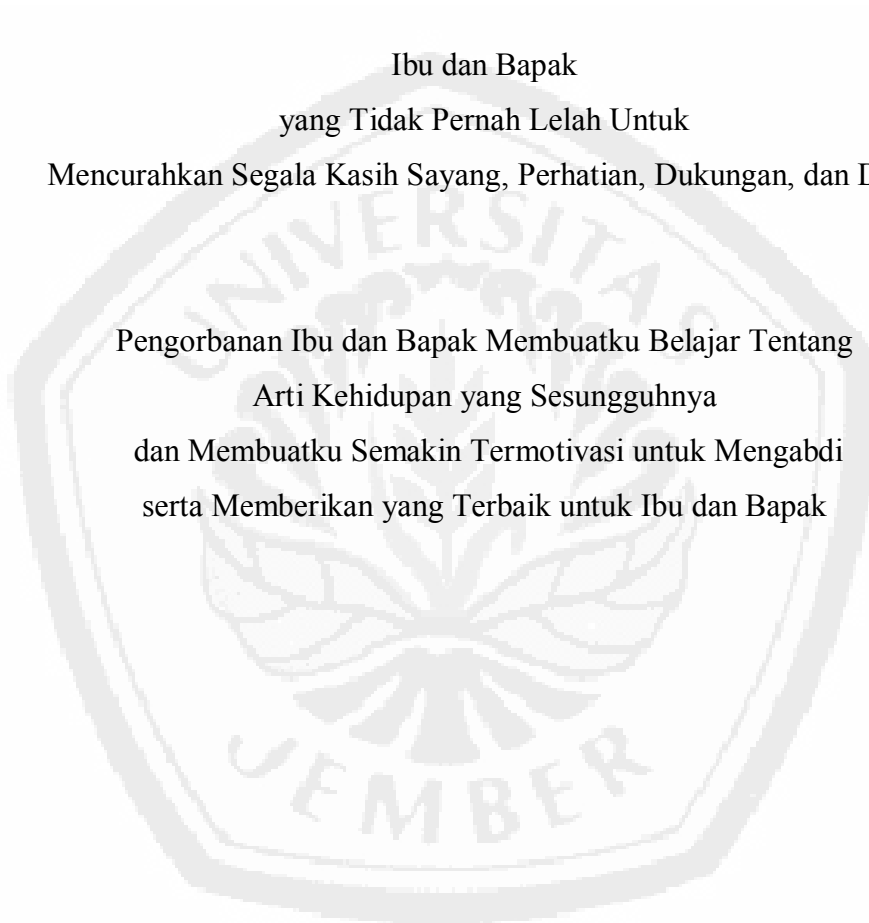 Ibu dan Bapak
yang Tidak Pernah Lelah Untuk
Mencurahkan Segala Kasih Sayang, Perhatian, Dukungan, dan
Pengorbanan Ibu dan Bapak Membuatku Belajar Tentang
Arti Kehidupan yang Sesungguhnya
dan Membuatku Semakin Termotivasi untuk Mengabdi
serta Memberikan yang Terbaik untuk Ibu dan Bapak
UNIVERSITAS
JEMBER